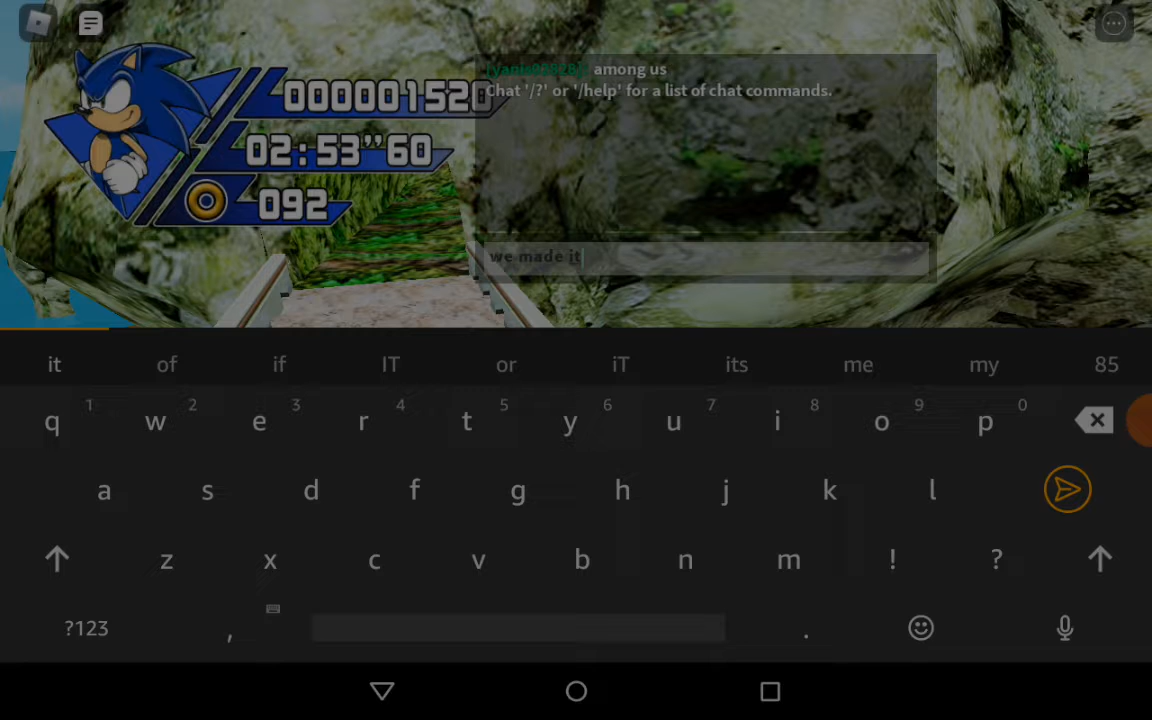 among us
Chat '/?' or '/help' for a list of chat commands.
000001520
02:53"60
092
we made it
it of if IT or iT its me my 85
1 2 3 4 5 6 7 8 9 0
q w e r t y u i o p
a s d f g h j k l
z x c v b n m ! ?
?123 , .